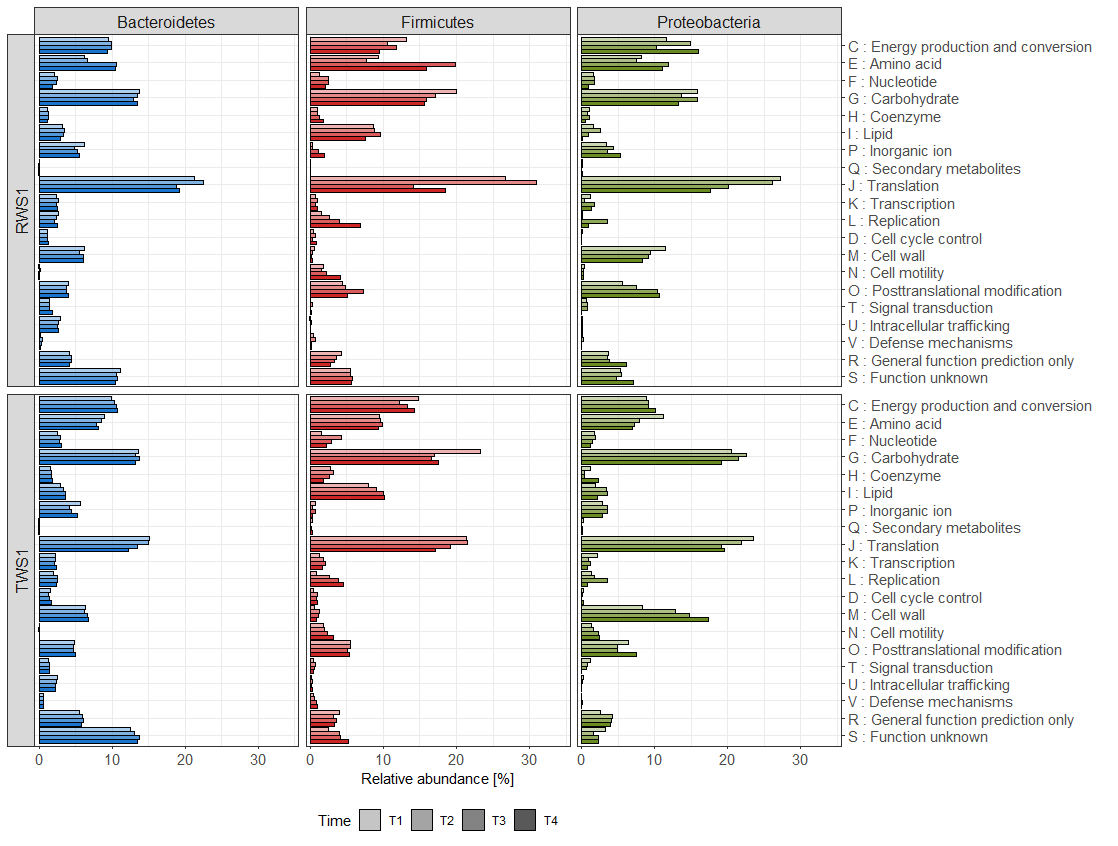 Bacteroidetes
Firmicutes
Proteobacteria
RWS1
C : Energy production and conversion
E : Amino acid
F : Nucleotide
G : Carbohydrate
H : Coenzyme
I : Lipid
P : Inorganic ion
Q : Secondary metabolites
J : Translation
K : Transcription
L : Replication
D : Cell cycle control
M : Cell wall
N : Cell motility
O : Posttranslational modification
T : Signal transduction
U : Intracellular trafficking
V : Defense mechanisms
R : General function prediction only
S : Function unknown
TWS1
C : Energy production and conversion
E : Amino acid
F : Nucleotide
G : Carbohydrate
H : Coenzyme
I : Lipid
P : Inorganic ion
Q : Secondary metabolites
J : Translation
K : Transcription
L : Replication
D : Cell cycle control
M : Cell wall
N : Cell motility
O : Posttranslational modification
T : Signal transduction
U : Intracellular trafficking
V : Defense mechanisms
R : General function prediction only
S : Function unknown
0 10 20 30 0 10 20 30 0 10 20 30
Relative abundance [%]
Time T1 T2 T3 T4